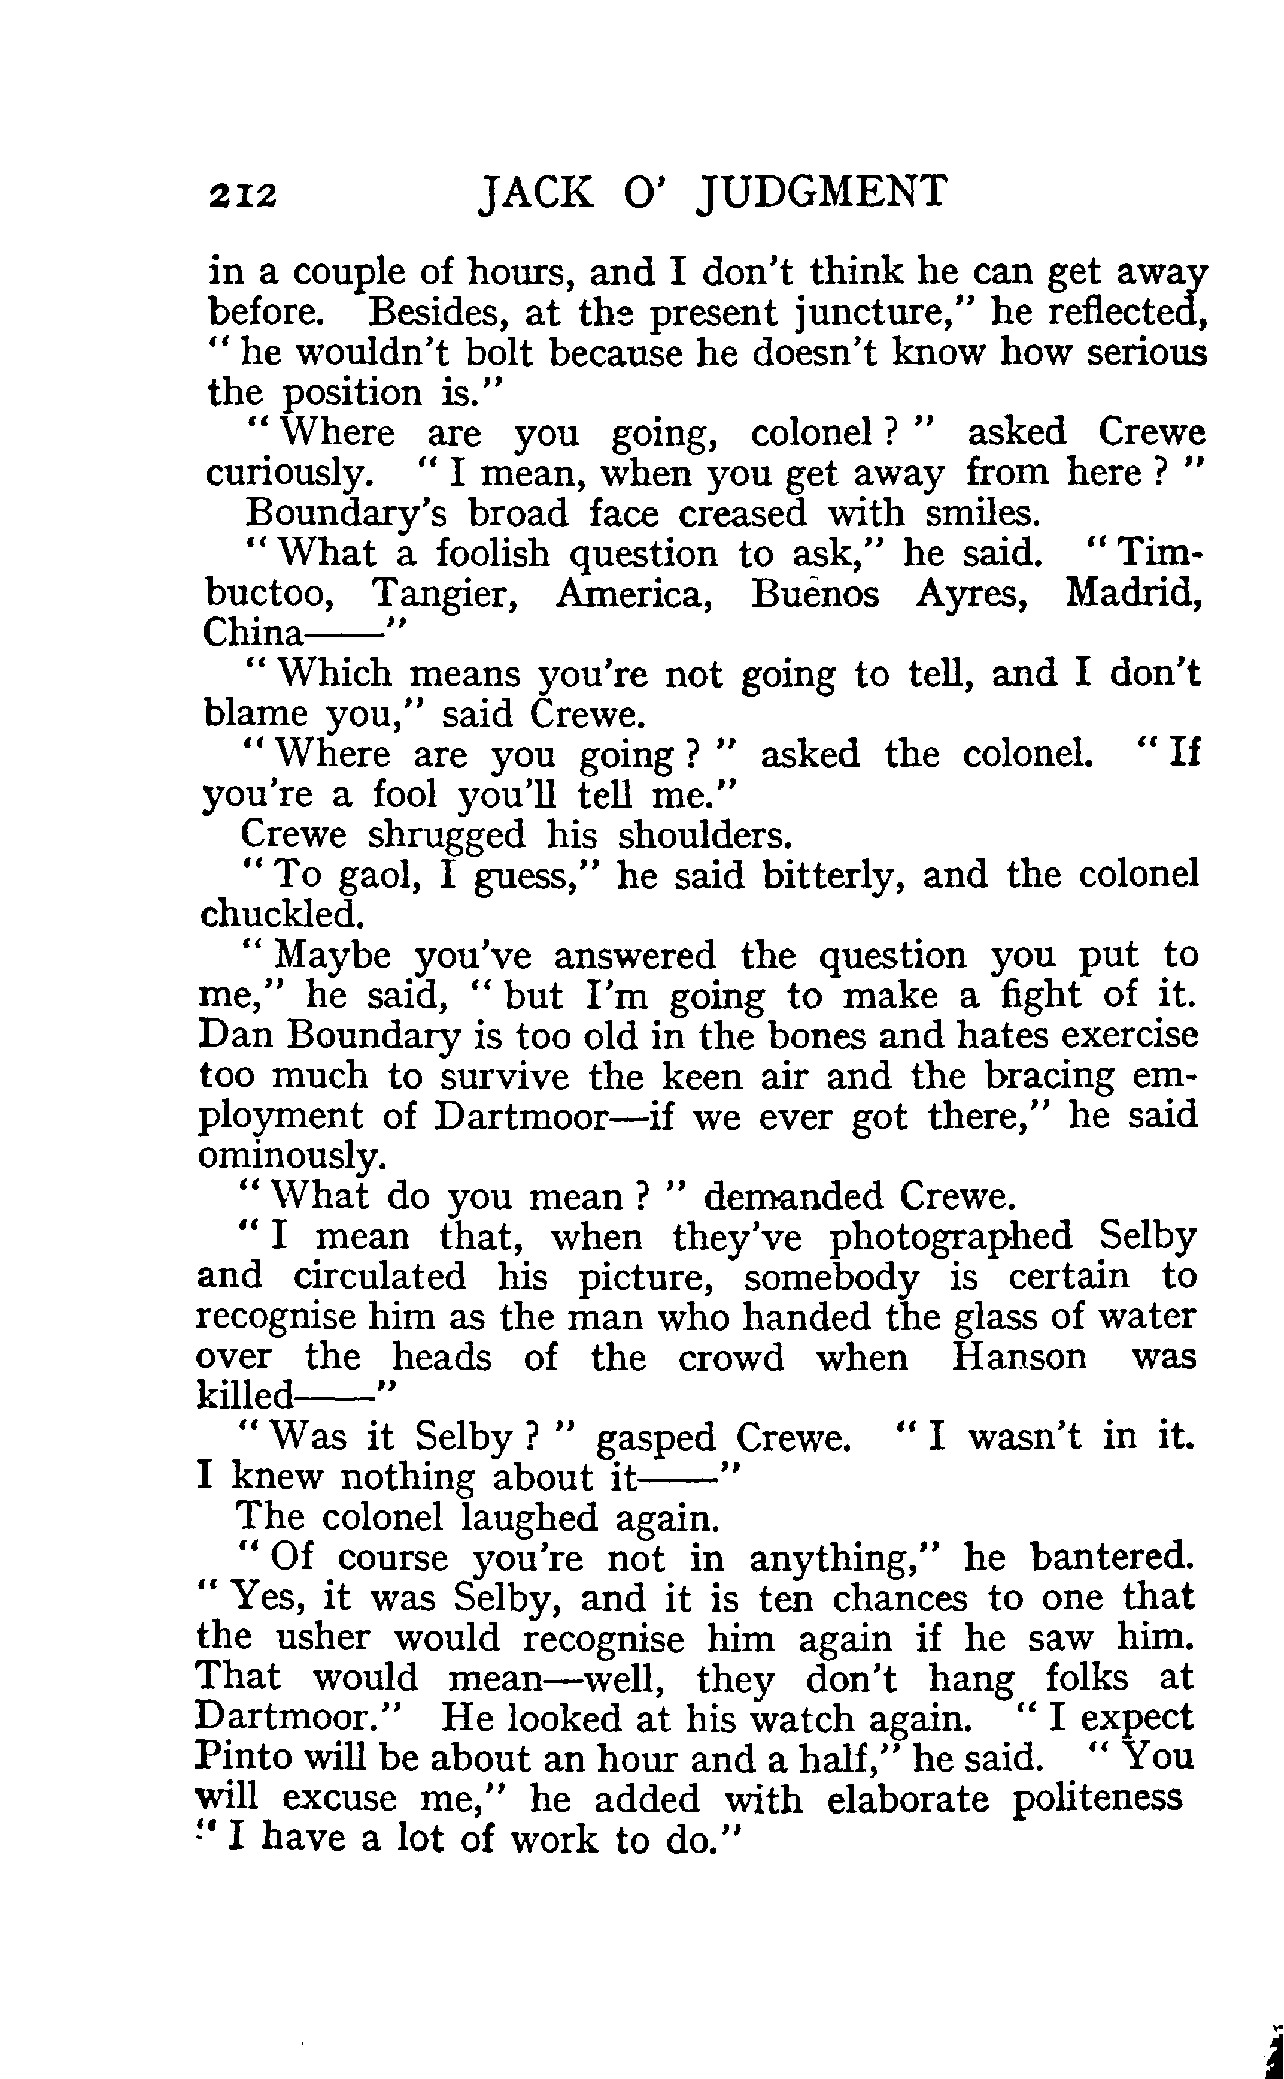 212 JACK O' JUDGMENT
in a couple of hours, and I don't think he can get away
before. Besides, at the present juncture," he reflected,
" he wouldn't bolt because he doesn't know how serious
the position is."
" Where are you going, colonel ? " asked Crewe
curiously. " I mean, when you get away from here ? "
Boundary's broad face creased with smiles.
" What a foolish question to ask," he said. " Tim-
buctoo, Tangier, America, Buenos Ayres, Madrid,
China——"
" Which means you're not going to tell, and I don't
blame you," said Crewe.
" Where are you going ? " asked the colonel. " If
you're a fool you'll tell me."
Crewe shrugged his shoulders.
" To gaol, I guess," he said bitterly, and the colonel
chuckled.
" Maybe you've answered the question you put to
me," he said, " but I'm going to make a fight of it.
Dan Boundary is too old in the bones and hates exercise
too much to survive the keen air and the bracing em-
ployment of Dartmoor—if we ever got there," he said
ominously.
" What do you mean ? " demanded Crewe.
" I mean that, when they've photographed Selby
and circulated his picture, somebody is certain to
recognise him as the man who handed the glass of water
over the heads of the crowd when Hanson was
killed——"
" Was it Selby ? " gasped Crewe. " I wasn't in it.
I knew nothing about it——"
The colonel laughed again.
" Of course you're not in anything," he bantered.
" Yes, it was Selby, and it is ten chances to one that
the usher would recognise him again if he saw him.
That would mean—well, they don't hang folks at
Dartmoor." He looked at his watch again. " I expect
Pinto will be about an hour and a half," he said. " You
will excuse me," he added with elaborate politeness
" I have a lot of work to do."